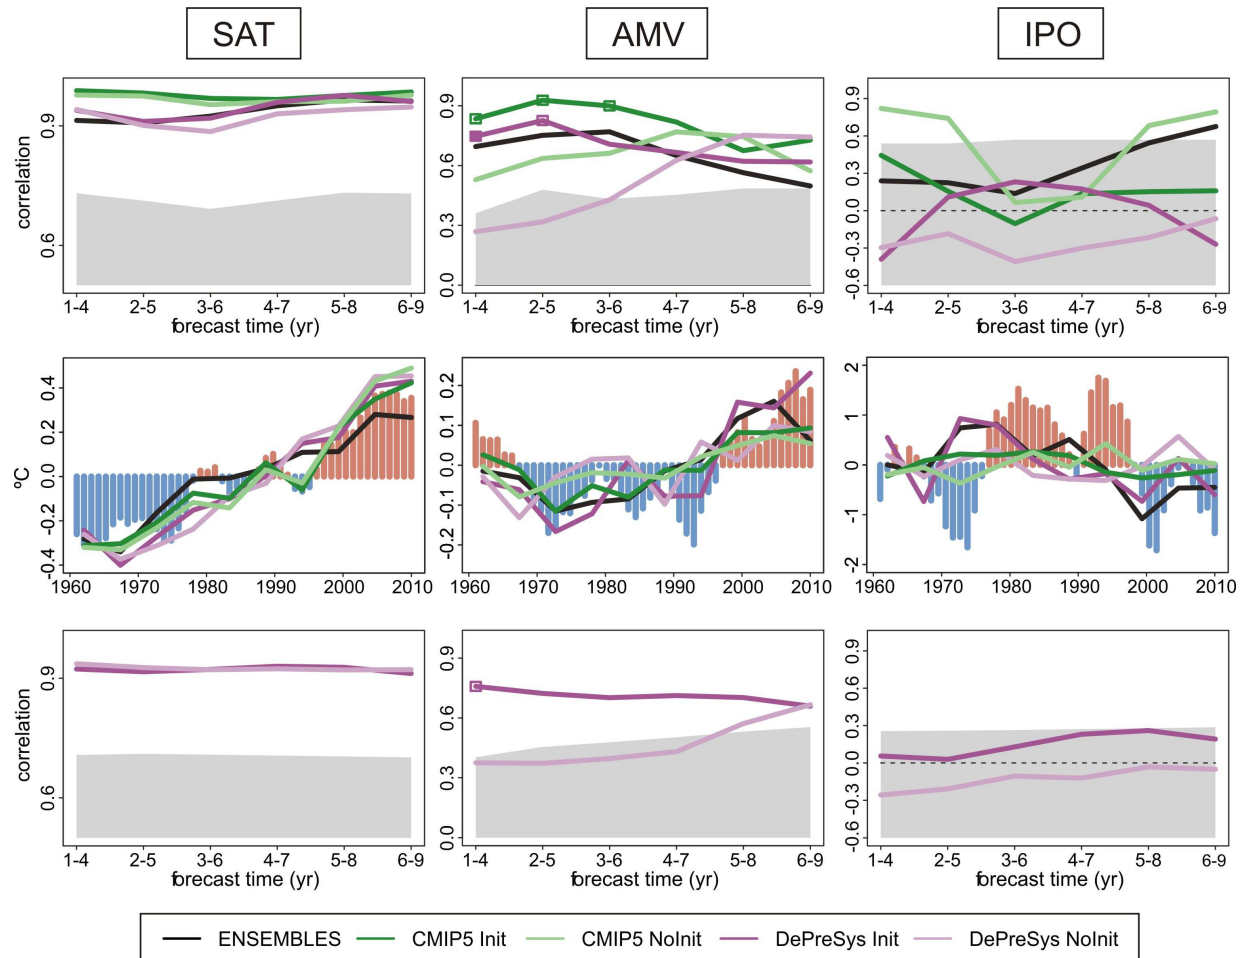 SAT AMV IPO
correlation
0.9
0.6
1-4 2-5 3-6 4-7 5-8 6-9
forecast time (yr)
0.9
0.6
0.3
0.0
1-4 2-5 3-6 4-7 5-8 6-9
forecast time (yr)
0.9
0.6
0.3
0.0
-0.3
-0.6
1-4 2-5 3-6 4-7 5-8 6-9
forecast time (yr)
ºC
0.4
0.2
0.0
-0.2
-0.4
1960 1970 1980 1990 2000 2010
0.2
0.1
0.0
-0.1
-0.2
1960 1970 1980 1990 2000 2010
2
1
0
-1
-2
1960 1970 1980 1990 2000 2010
correlation
0.9
0.6
1-4 2-5 3-6 4-7 5-8 6-9
forecast time (yr)
0.9
0.6
0.3
0.0
1-4 2-5 3-6 4-7 5-8 6-9
forecast time (yr)
0.9
0.6
0.3
0.0
-0.3
-0.6
1-4 2-5 3-6 4-7 5-8 6-9
forecast time (yr)
ENSEMBLES CMIP5 Init CMIP5 NoInit DePreSys Init DePreSys NoInit